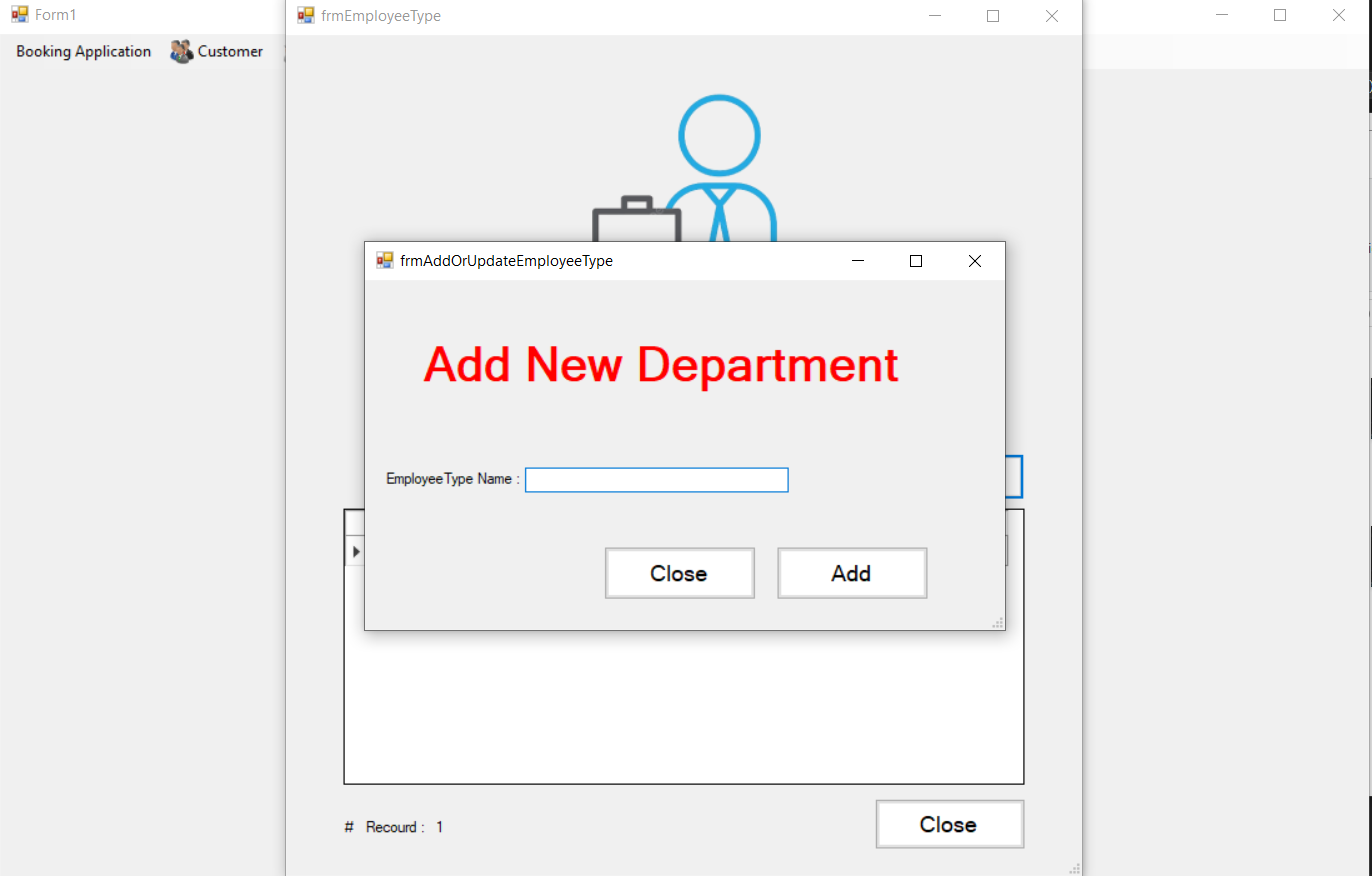 Form1
frmEmployeeType
Booking Application
Customer
frmAddOrUpdateEmployeeType
Add New Department
EmployeeType Name :
Close
Add
# Recourd : 1
Close